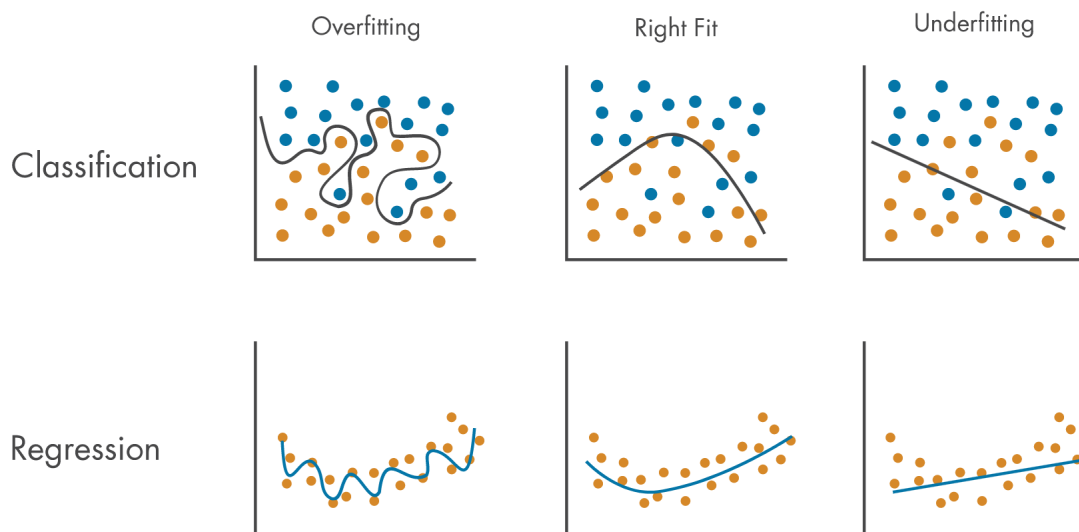 Overfitting
Right Fit
Underfitting
Classification
Regression